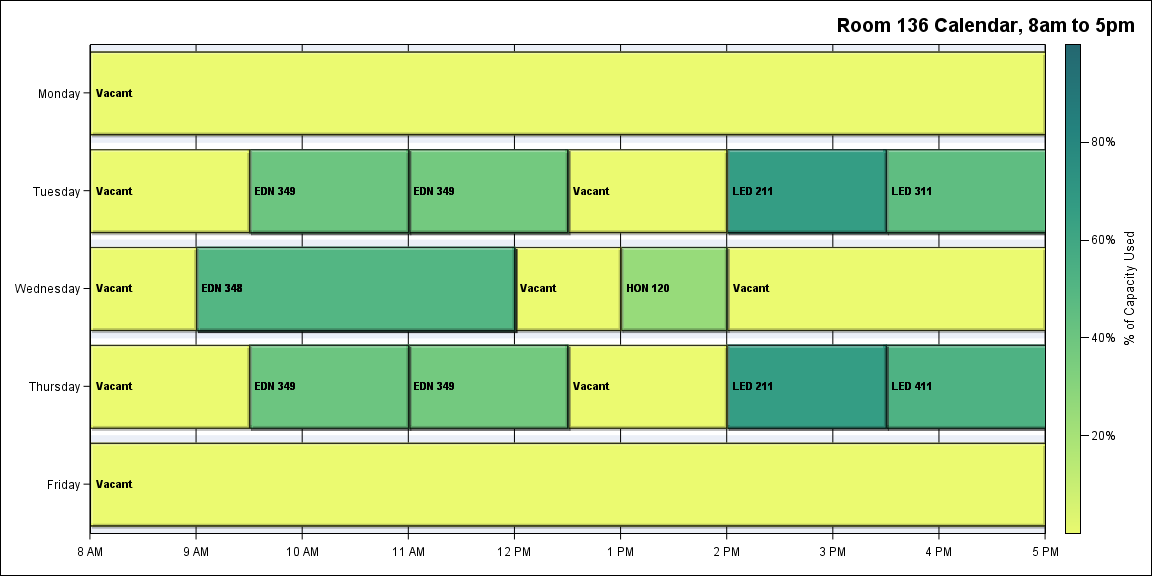 Room 136 Calendar, 8am to 5pm
Monday
Vacant
Tuesday
Vacant
EDN 349
EDN 349
Vacant
LED 211
LED 311
Wednesday
Vacant
EDN 348
Vacant
HON 120
Vacant
Thursday
Vacant
EDN 349
EDN 349
Vacant
LED 211
LED 411
Friday
Vacant
8 AM
9 AM
10 AM
11 AM
12 PM
1 PM
2 PM
3 PM
4 PM
5 PM
80%
60%
40%
20%
% of Capacity Used